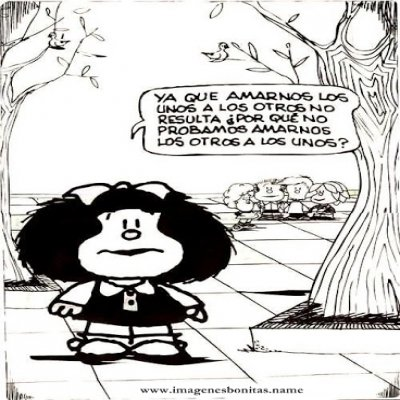 YA QUE AMARNOS LOS
UNOS A LOS OTROS NO
RESULTA ¿POR QUÉ NO
PROBAMOS AMARNOS
LOS OTROS A LOS UNOS?
www.imagenesbonitas.name